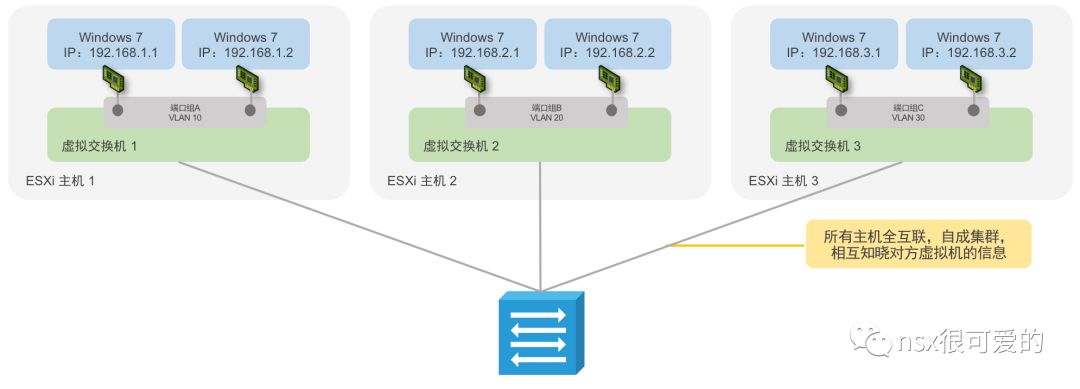 Windows 7
IP：192.168.1.1
Windows 7
IP：192.168.1.2
端口组A
VLAN 10
虚拟交换机 1
ESXi 主机 1
Windows 7
IP：192.168.2.1
Windows 7
IP：192.168.2.2
端口组B
VLAN 20
虚拟交换机 2
ESXi 主机 2
Windows 7
IP：192.168.3.1
Windows 7
IP：192.168.3.2
端口组C
VLAN 30
虚拟交换机 3
ESXi 主机 3
所有主机全互联，自成集群，
相互知晓对方虚拟机的信息
nsx很可爱的